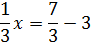 1/3 x = 7/3 − 3